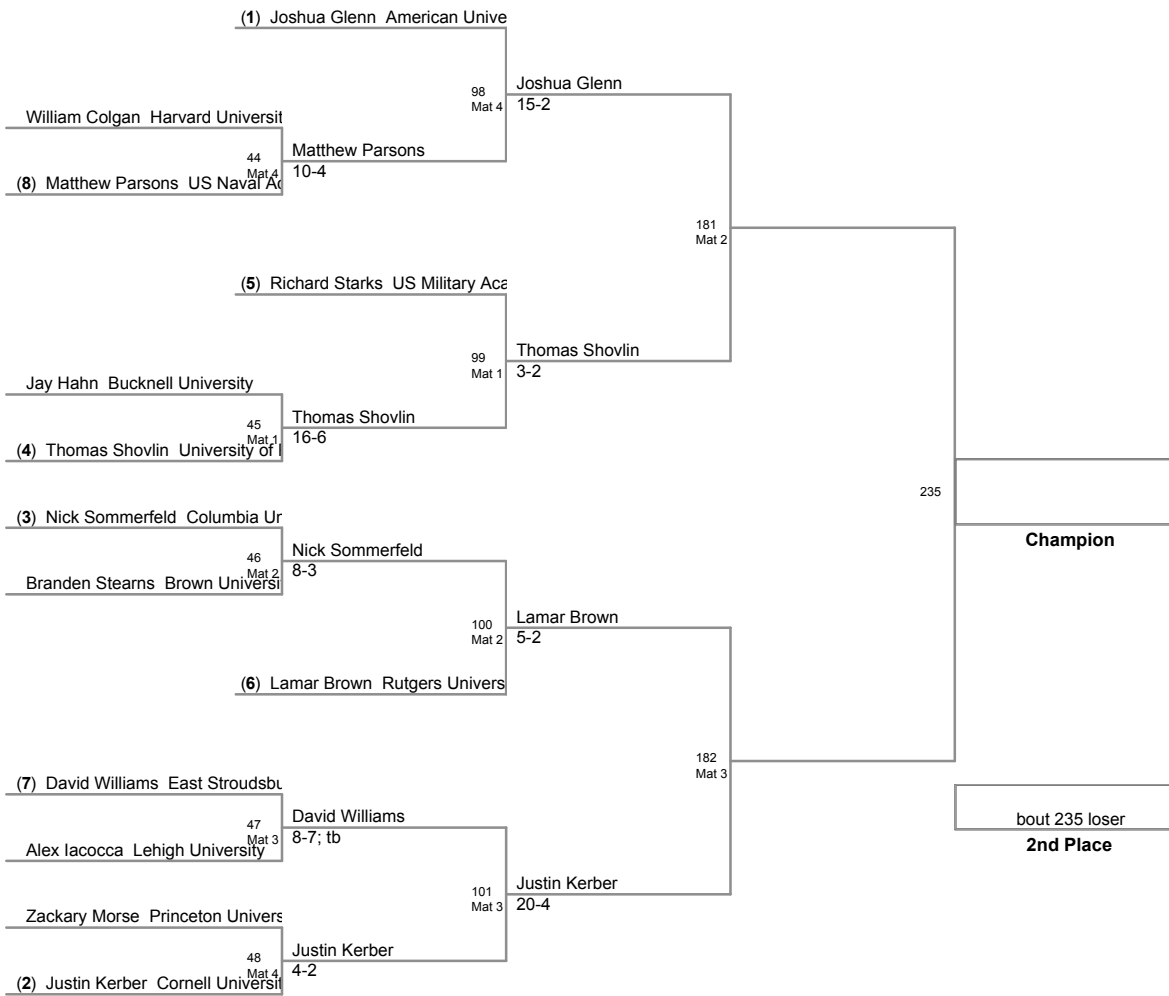 (1) Joshua Glenn American Unive
98
Mat 4
Joshua Glenn
15-2
William Colgan Harvard Universit
44
Mat 4
Matthew Parsons
10-4
(8) Matthew Parsons US Naval Ac
181
Mat 2
(5) Richard Starks US Military Aca
99
Mat 1
Thomas Shovlin
3-2
Jay Hahn Bucknell University
45
Mat 1
Thomas Shovlin
16-6
(4) Thomas Shovlin University of
235
Champion
(3) Nick Sommerfeld Columbia Un
46
Mat 2
Nick Sommerfeld
8-3
Branden Stearns Brown Universi
100
Mat 2
Lamar Brown
5-2
(6) Lamar Brown Rutgers Univers
182
Mat 3
(7) David Williams East Stroudsbu
47
Mat 3
David Williams
8-7; tb
Alex Iacocca Lehigh University
bout 235 loser
2nd Place
101
Mat 3
Justin Kerber
20-4
Zackary Morse Princeton Univers
48
Mat 4
Justin Kerber
4-2
(2) Justin Kerber Cornell Universit